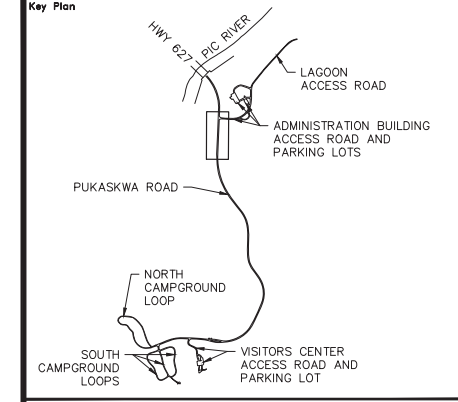 Key Plan
HWY 627
PIC RIVER
LAGOON
ACCESS ROAD
ADMINISTRATION BUILDING
ACCESS ROAD AND
PARKING LOTS
PUKASKWA ROAD
NORTH
CAMPGROUND
LOOP
SOUTH
CAMPGROUND
LOOPS
VISITORS CENTER
ACCESS ROAD AND
PARKING LOT